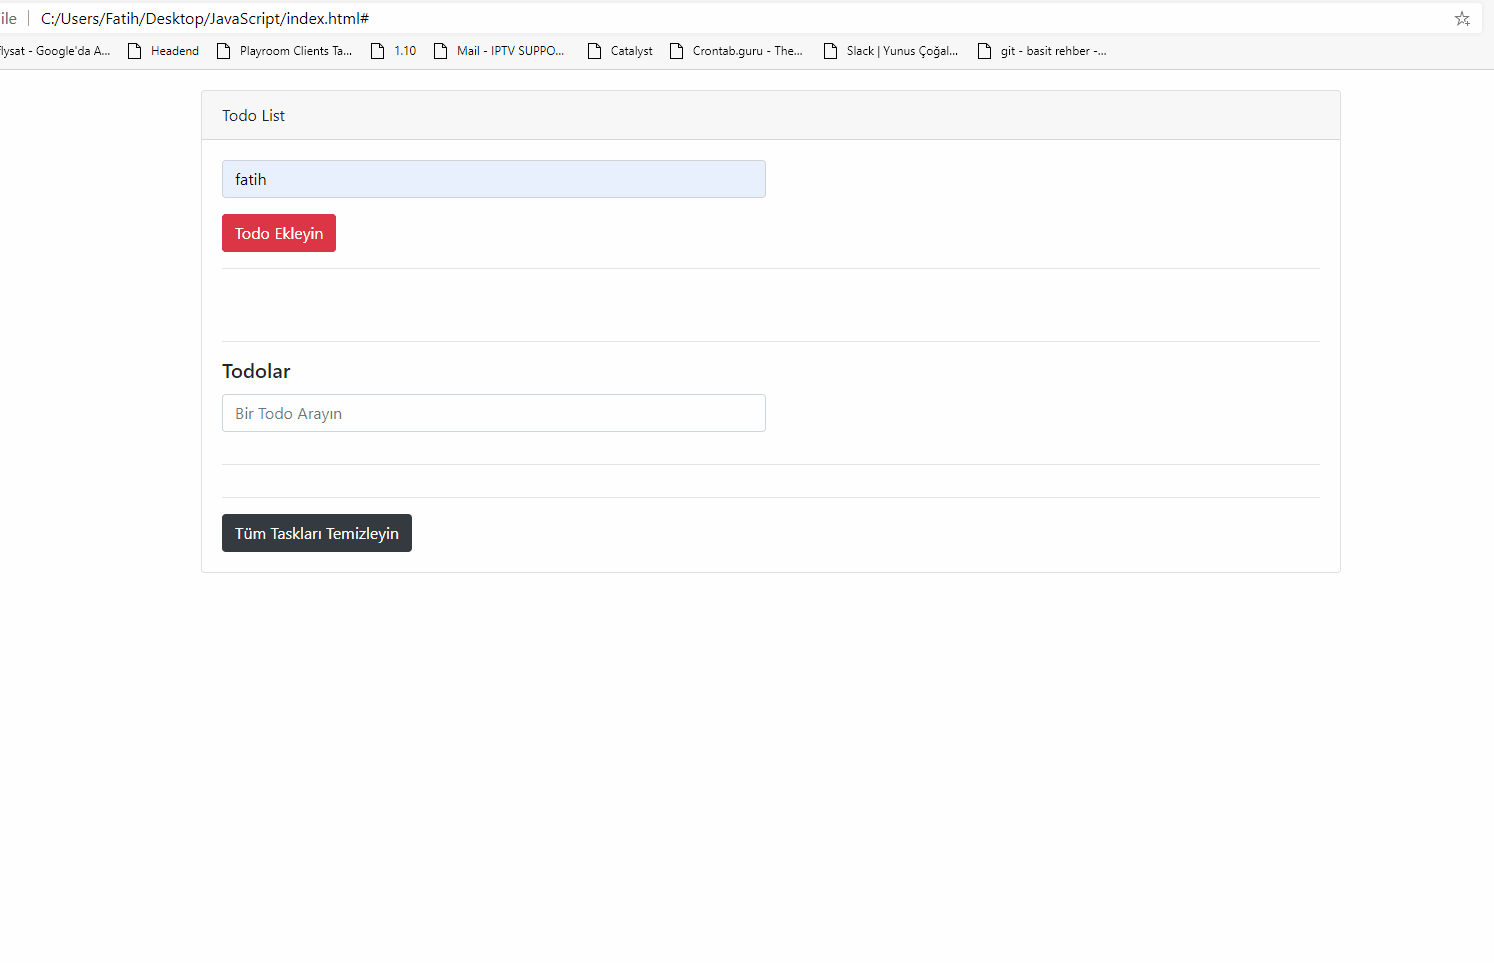 ile | C:/Users/Fatih/Desktop/JavaScript/index.html#
flysat - Google'da A... Headend Playroom Clients Ta... 1.10 Mail - IPTV SUPPO... Catalyst Crontab.guru - The... Slack | Yunus Çoğal... git - basit rehber -...
Todo List
fatih
Todo Ekleyin
Todolar
Bir Todo Arayın
Tüm Taskları Temizleyin